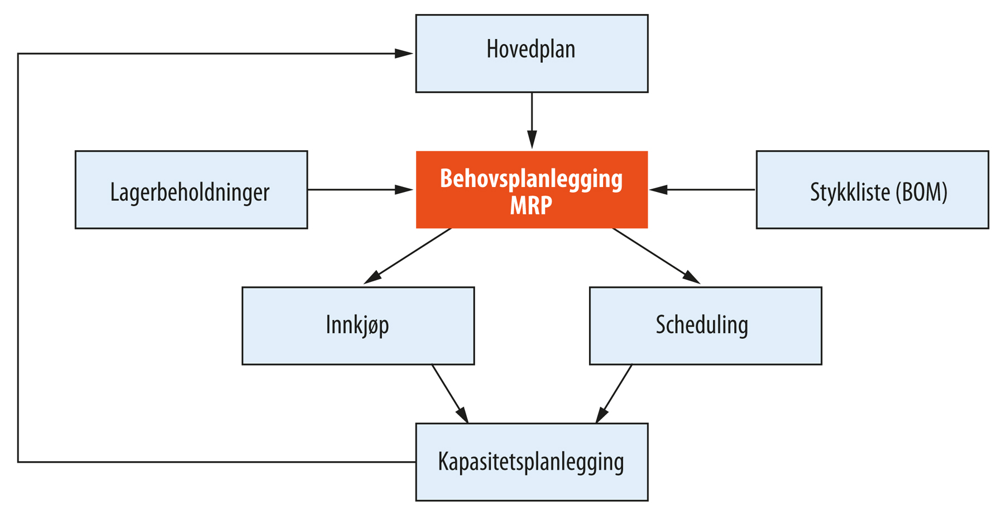 Hovedplan
Lagerbeholdninger
Behovsplanlegging
MRP
Stykkliste (BOM)
Innkjøp
Scheduling
Kapasitetsplanlegging